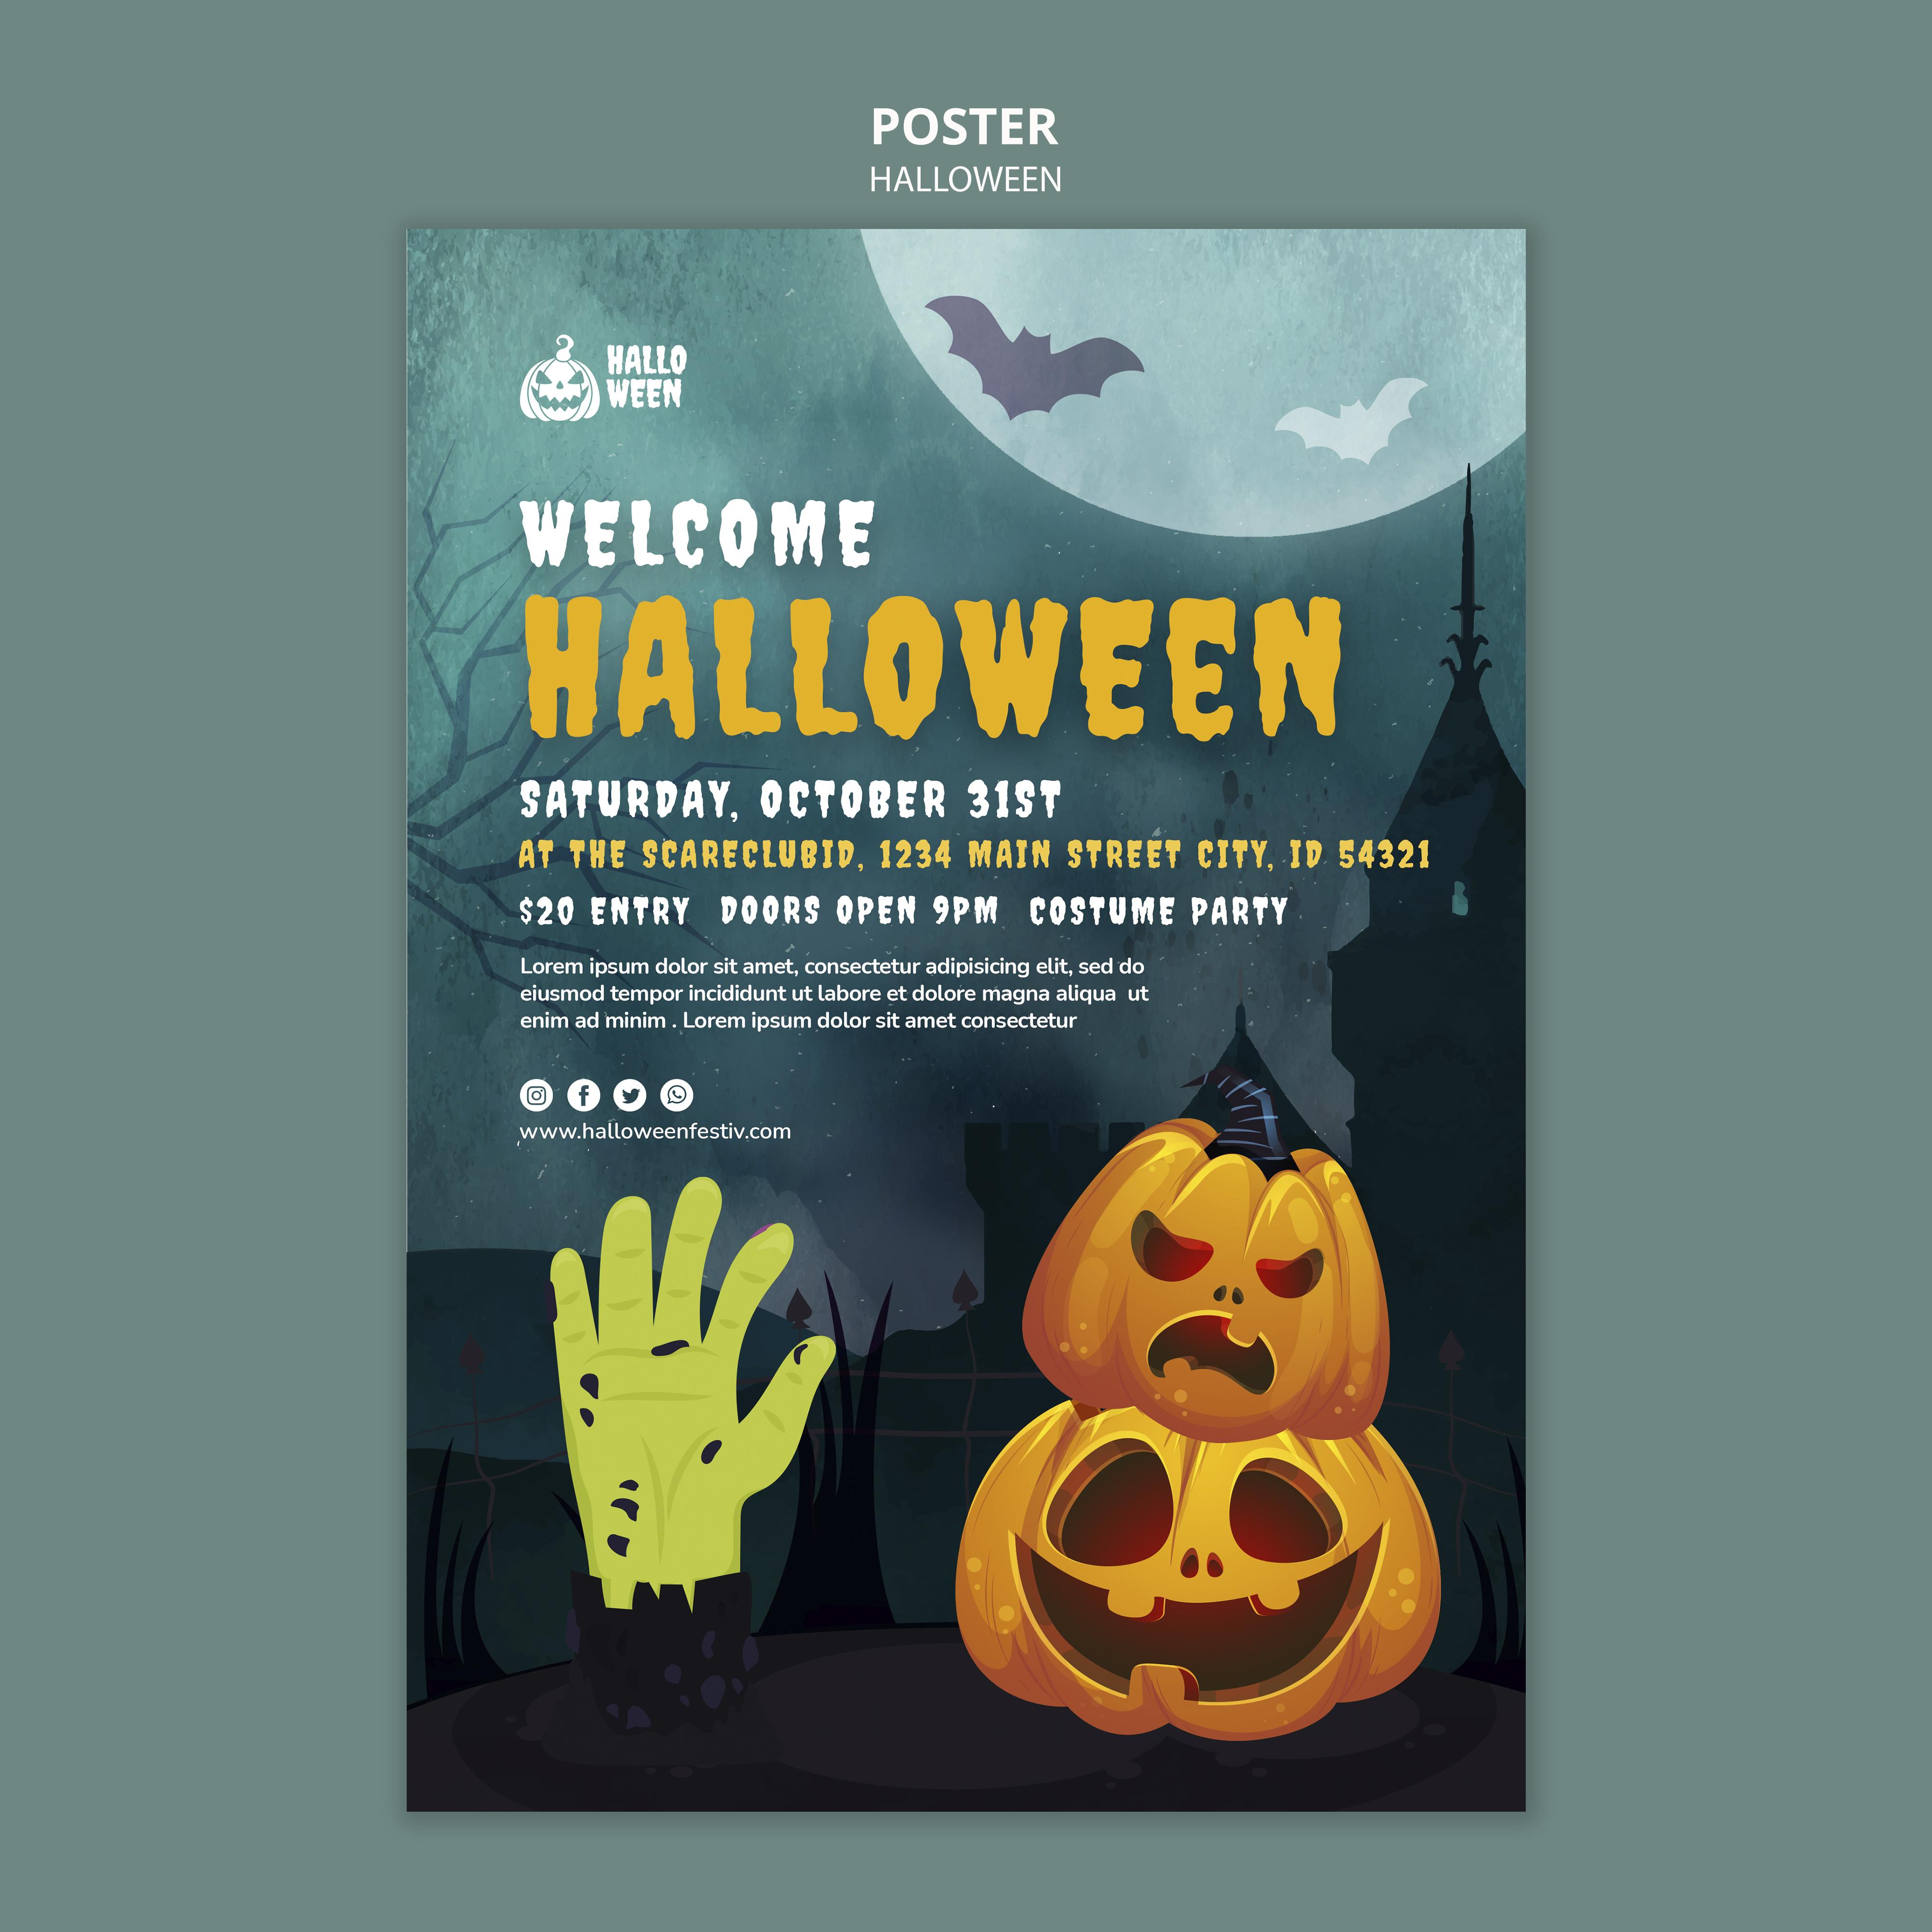 POSTER
HALLOWEEN
HALLO
WEEN
WELCOME
HALLOWEEN
SATURDAY, OCTOBER 31ST
AT THE SCARECLUBID, 1234 MAIN STREET CITY, ID 54321
$20 ENTRY DOORS OPEN 9PM COSTUME PARTY
Lorem ipsum dolor sit amet, consectetur adipisicing elit, sed do
eiusmod tempor incididunt ut labore et dolore magna aliqua  ut
enim ad minim . Lorem ipsum dolor sit amet consectetur
www.halloweenfestiv.com